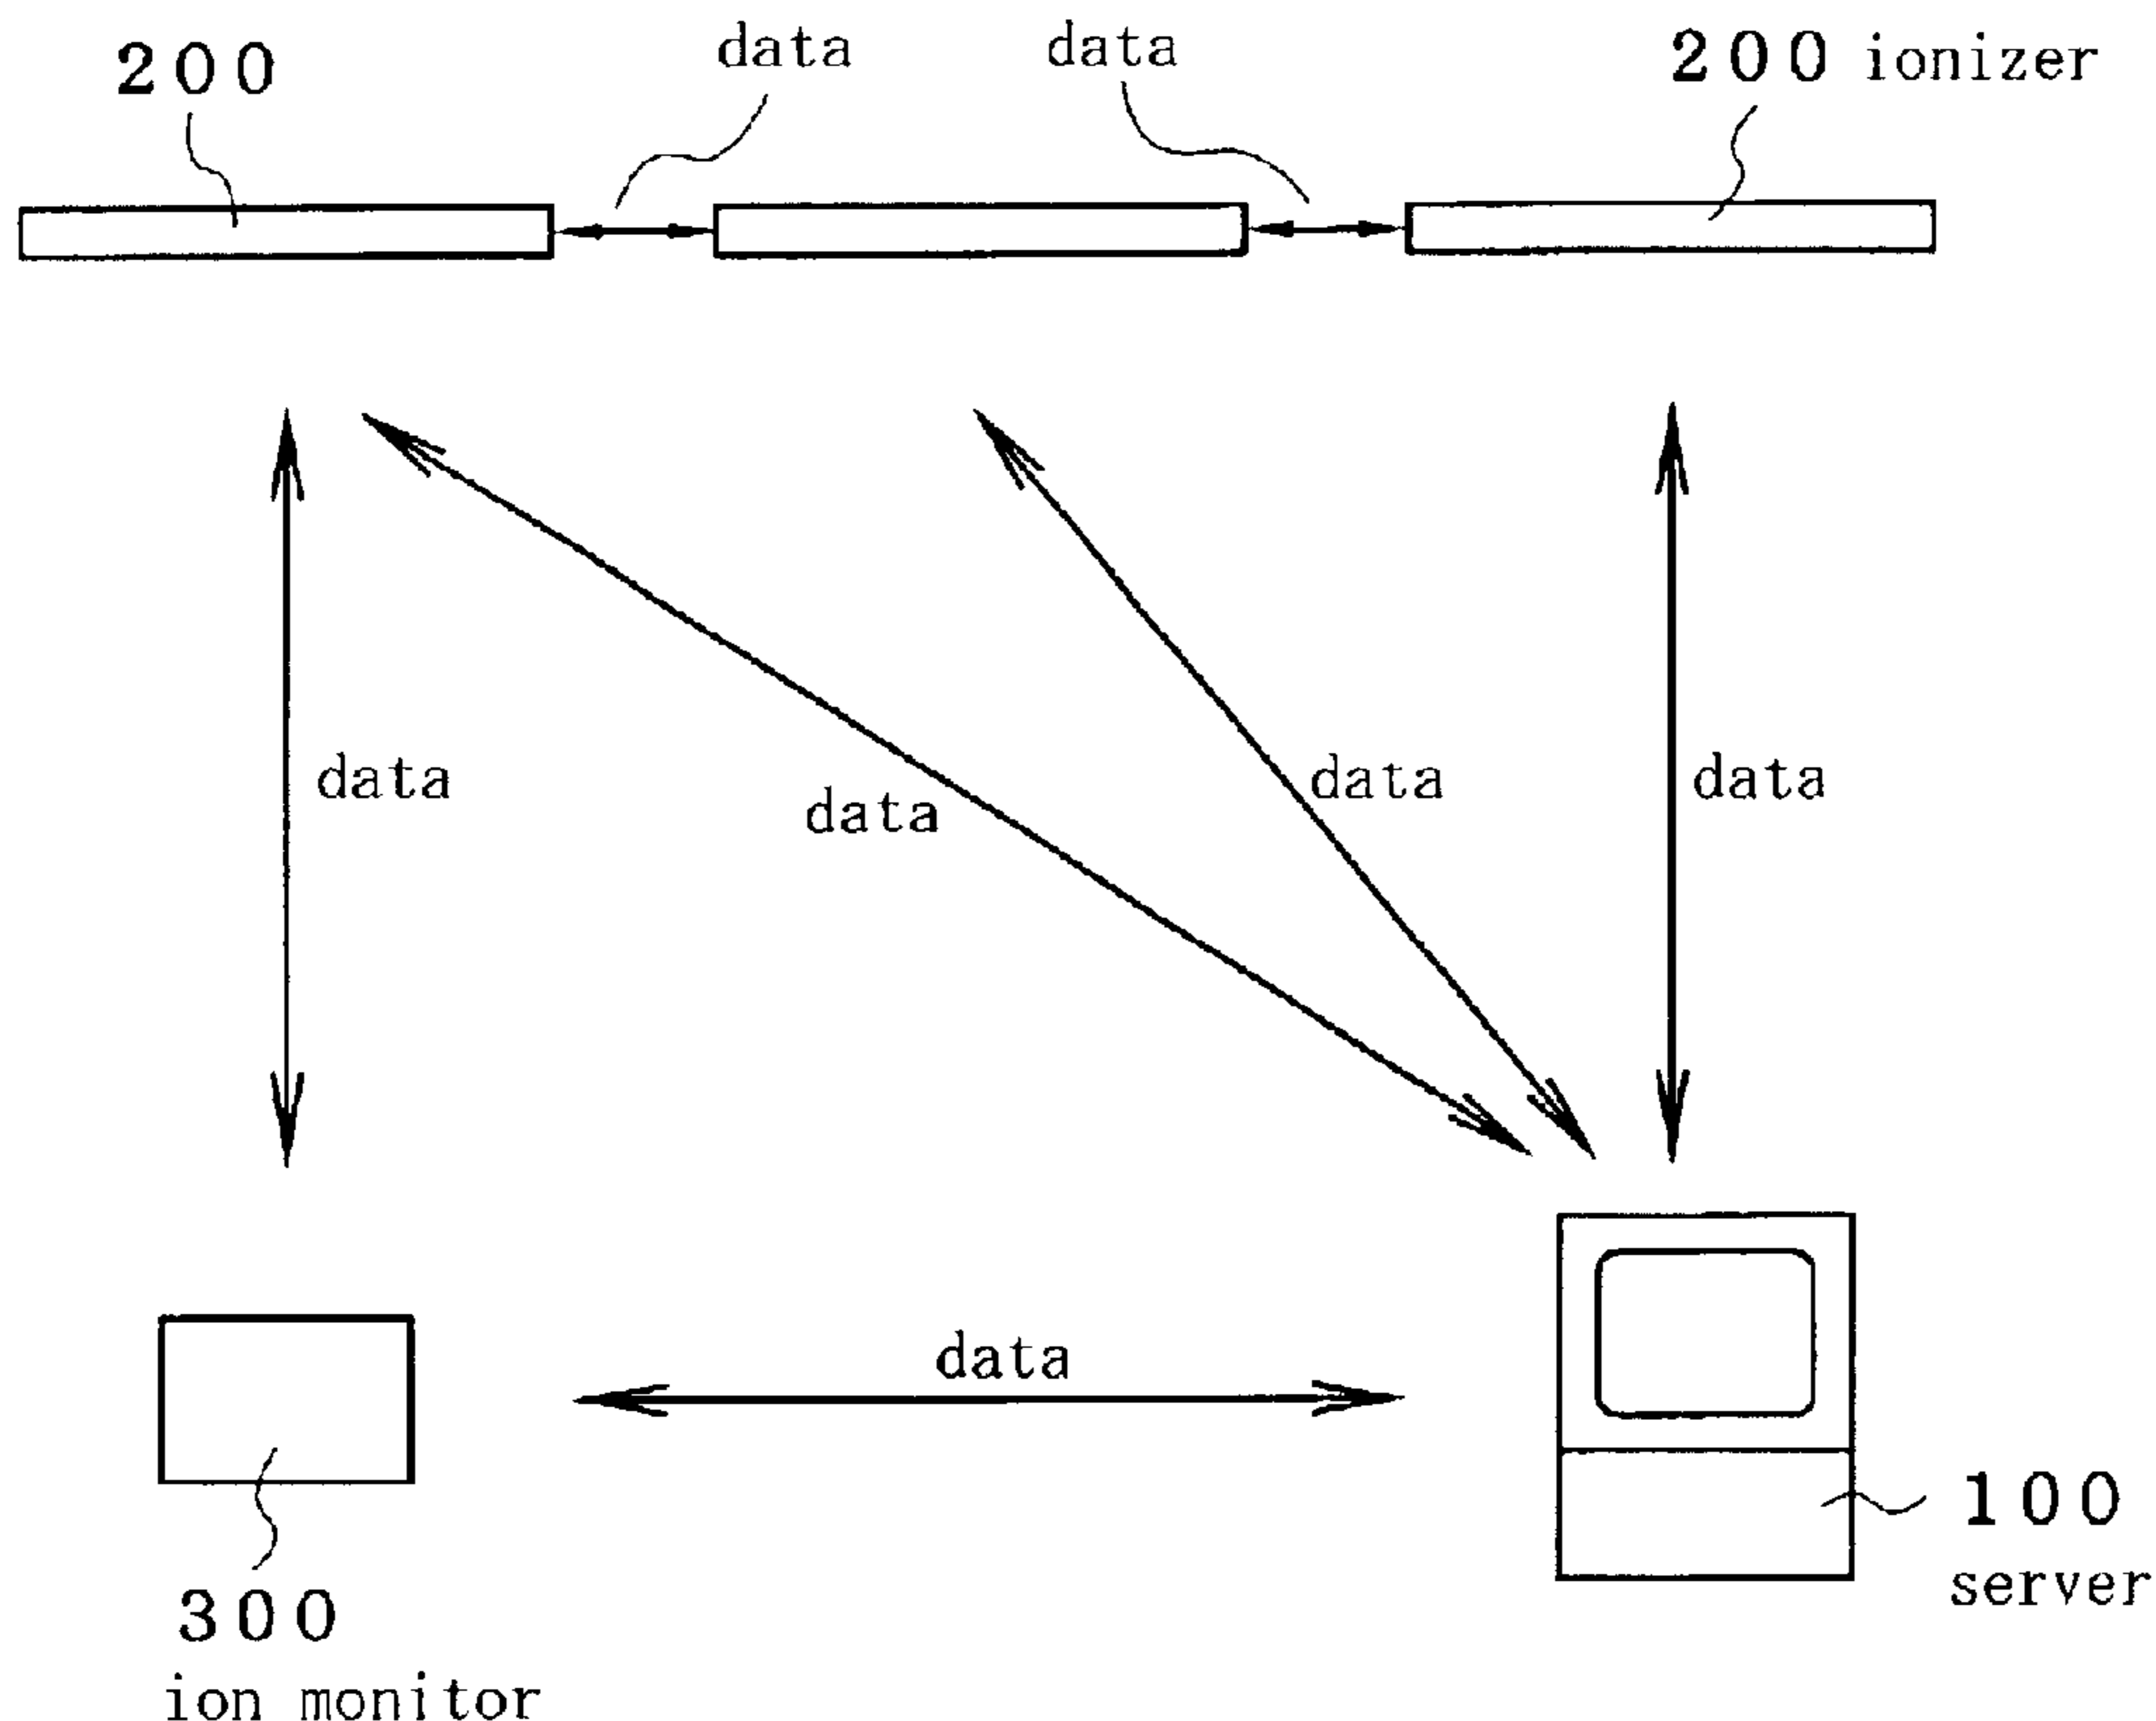 200
data
data
200 ionizer
data
data
data
data
data
100
server
300
ion monitor